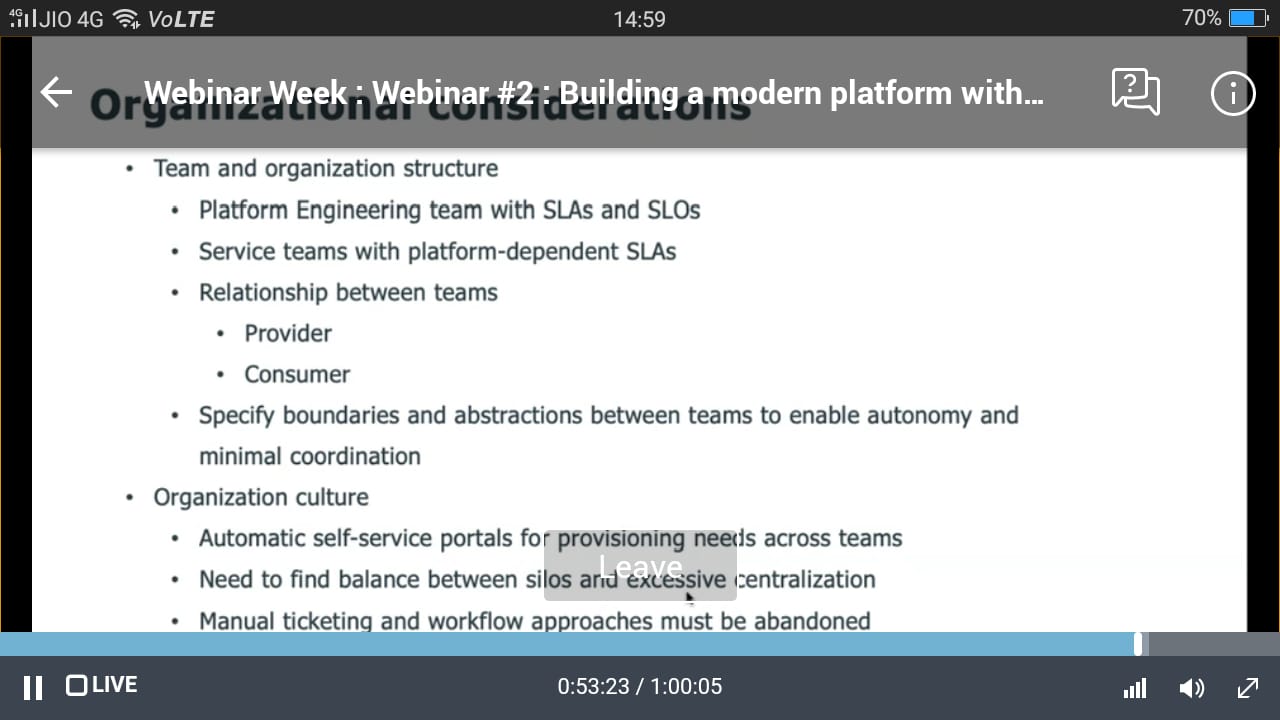 4G JIO 4G VoLTE 14:59 70%
Webinar Week : Webinar #2 : Building a modern platform with...
Organizational considerations
• Team and organization structure
• Platform Engineering team with SLAs and SLOs
• Service teams with platform-dependent SLAs
• Relationship between teams
• Provider
• Consumer
• Specify boundaries and abstractions between teams to enable autonomy and
minimal coordination
• Organization culture
• Automatic self-service portals for provisioning needs across teams
Leave
• Need to find balance between silos and excessive centralization
• Manual ticketing and workflow approaches must be abandoned
LIVE 0:53:23 / 1:00:05